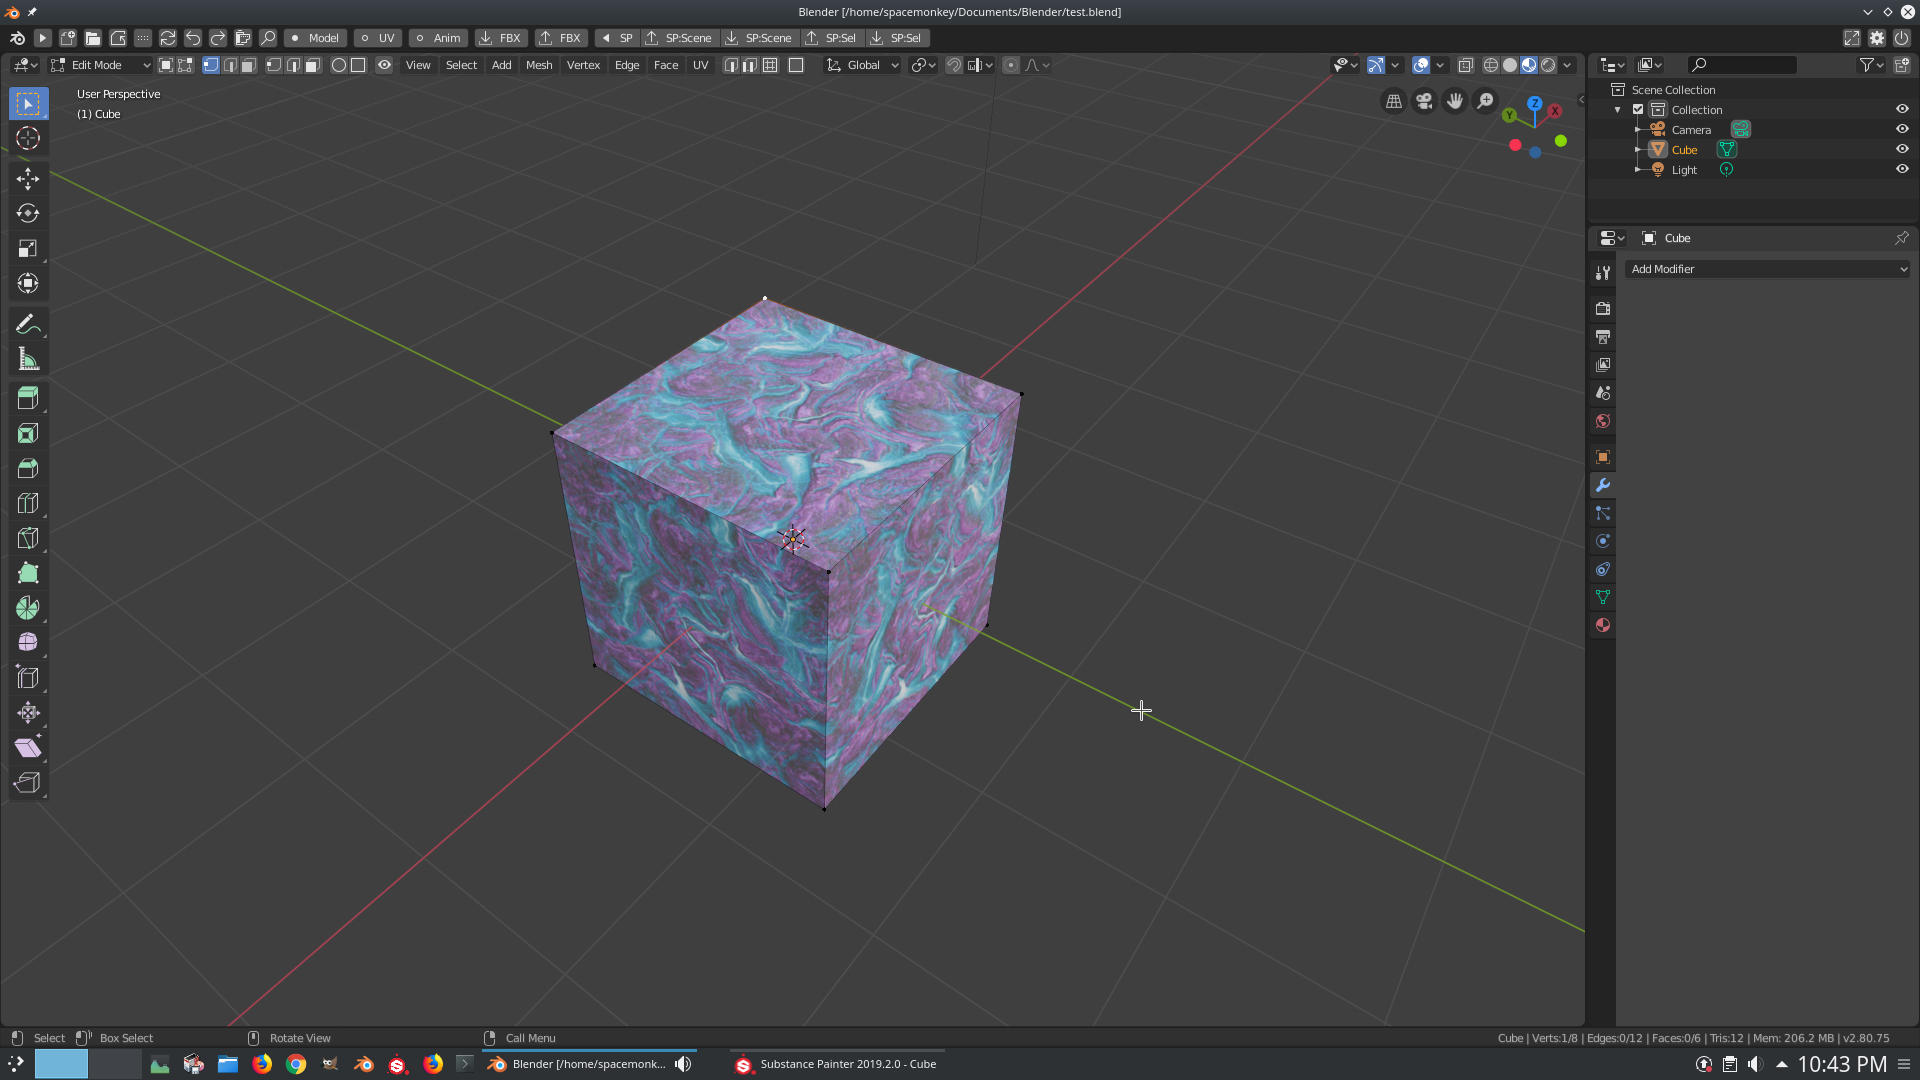 Blender [/home/spacemonkey/Documents/Blender/test.blend]
Model UV Anim FBX FBX SP SP:Scene SP:Scene SP:Sel SP:Sel
Edit Mode View Select Add Mesh Vertex Edge Face UV Global
User Perspective
(1) Cube
Z
Y
X
Scene Collection
Collection
Camera
Cube
Light
Cube
Add Modifier
Select Box Select Rotate View Call Menu
Cube | Verts:1/8 | Edges:0/12 | Faces:0/6 | Tris:12 | Mem: 206.2 MB | v2.80.75
Blender [/home/spacemonk... Substance Painter 2019.2.0 - Cube 10:43 PM